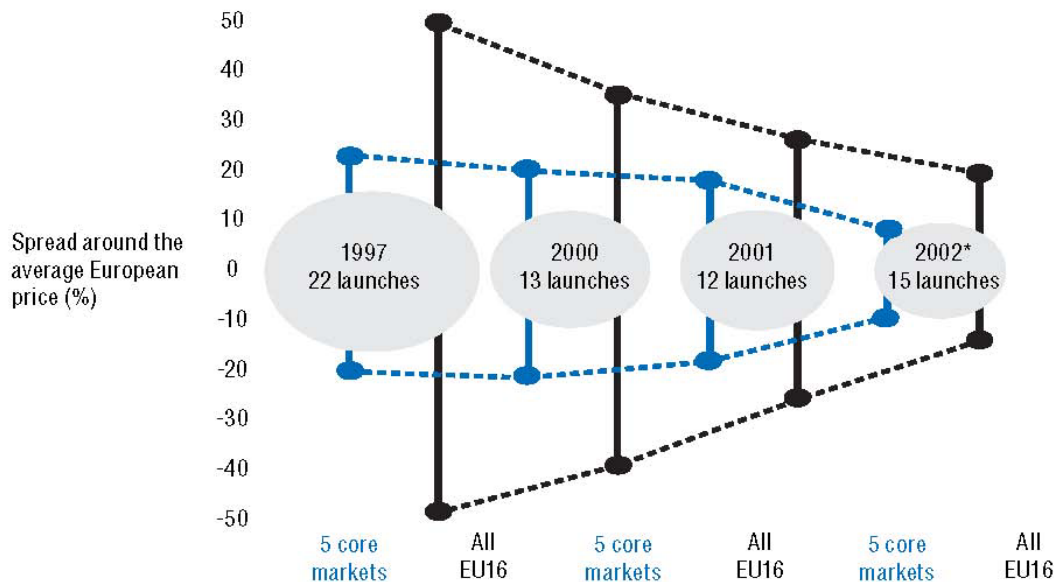 50
40
30
20
10
0
-10
-20
-30
-40
-50
Spread around the
average European
price (%)
1997
22 launches
2000
13 launches
2001
12 launches
2002*
15 launches
5 core
markets
All
EU16
5 core
markets
All
EU16
5 core
markets
All
EU16